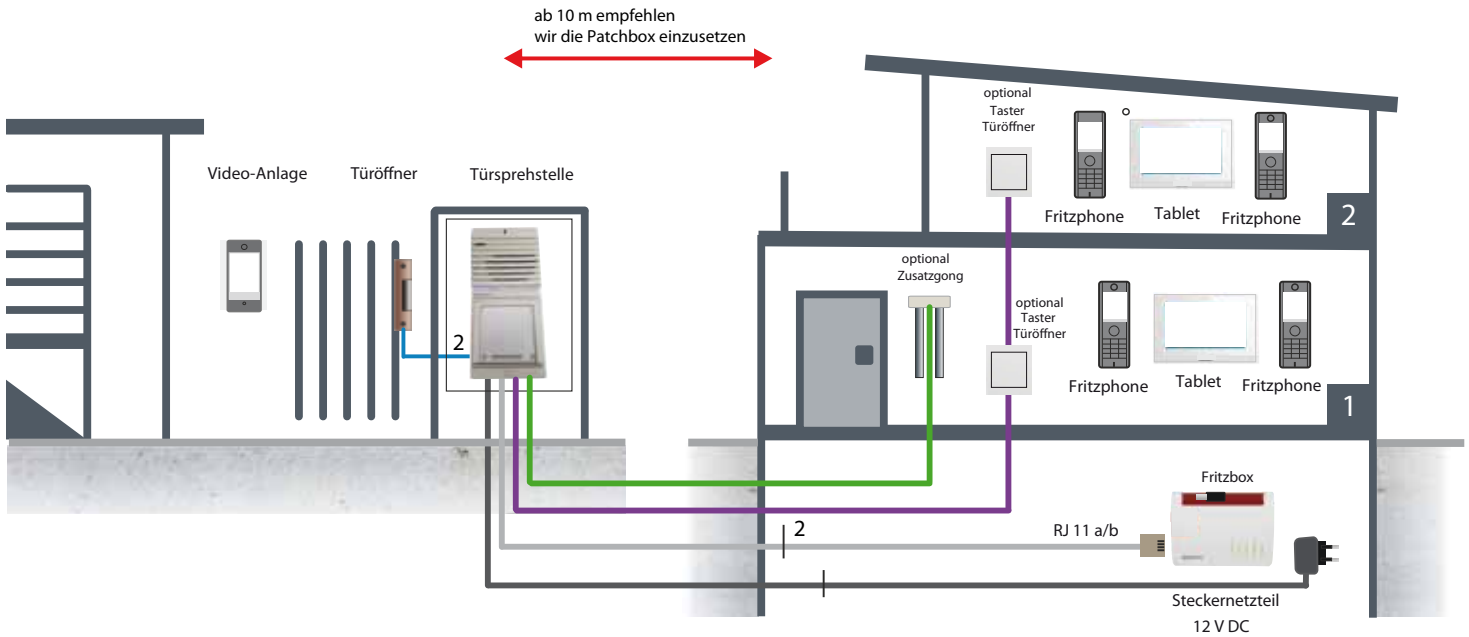 ab 10 m empfehlen
wir die Patchbox einzusetzen
Video-Anlage
Türöffner
Türsprehstelle
2
optional
Taster
Türöffner
Fritzphone
Tablet
Fritzphone
2
optional
Zusatzgong
optional
Taster
Türöffner
Fritzphone
Tablet
Fritzphone
1
2
RJ 11 a/b
Fritzbox
Steckernetzteil
12 V DC